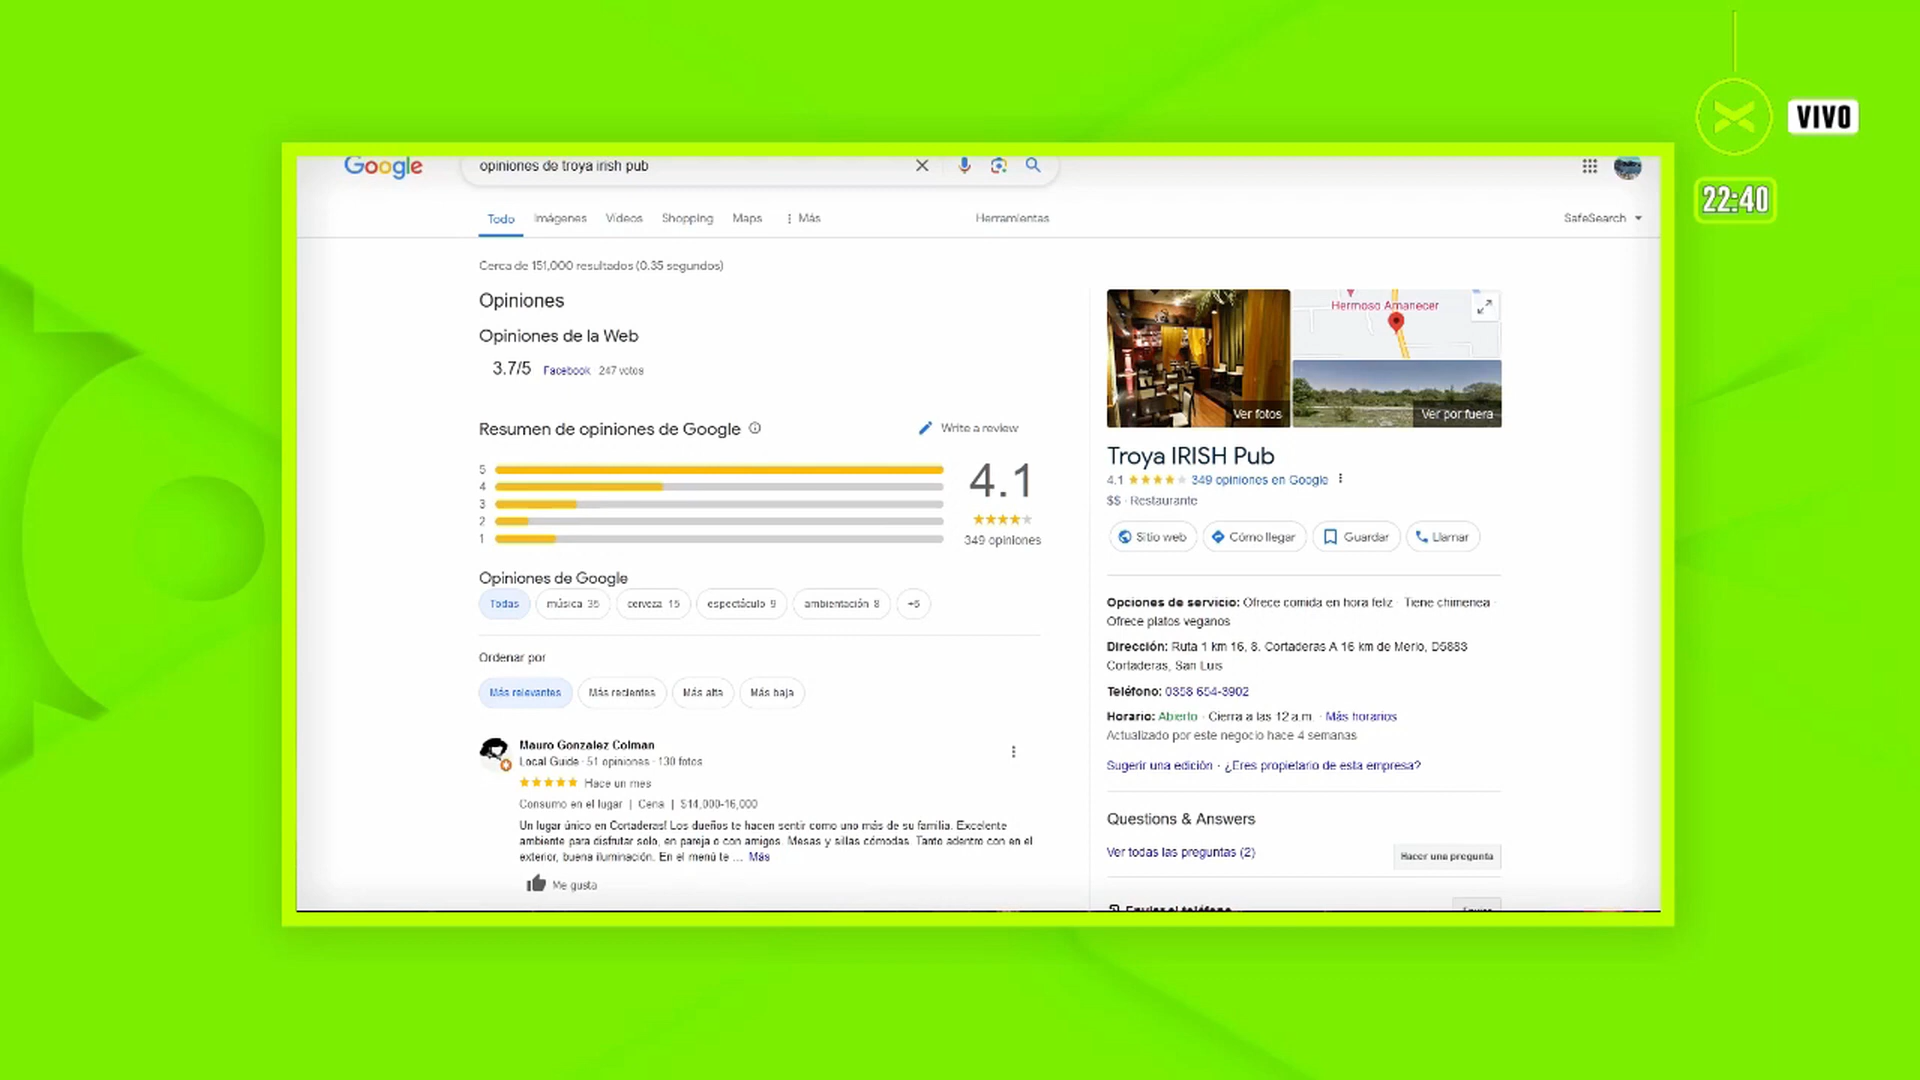 VIVO
22:40
Google
opiniones de troya irish pub
Todo
Imágenes
Videos
Shopping
Maps
Más
Herramientas
SafeSearch
Cerca de 151,000 resultados (0.35 segundos)
Opiniones
Opiniones de la Web
3.7/5 Facebook 247 votos
Resumen de opiniones de Google
Write a review
5
4
3
2
1
4.1
349 opiniones
Opiniones de Google
Todas
música 35
cerveza 15
espectáculo 9
ambientación 8
+6
Ordenar por
Más relevantes
Más recientes
Más alta
Más baja
Mauro Gonzalez Colman
Local Guide · 51 opiniones · 130 fotos
Hace un mes
Consumo en el lugar | Cena | $14,000-16,000
Un lugar único en Cortaderas! Los dueños te hacen sentir como uno más de su familia. Excelente
ambiente para disfrutar solo, en pareja o con amigos. Mesas y sillas cómodas. Tanto adentro con en el
exterior, buena iluminación. En el menú te ... Más
Me gusta
Hermoso Amanecer
Ver fotos
Ver por fuera
Troya IRISH Pub
4.1 349 opiniones en Google
$$ · Restaurante
Sitio web
Cómo llegar
Guardar
Llamar
Opciones de servicio: Ofrece comida en hora feliz · Tiene chimenea ·
Ofrece platos veganos
Dirección: Ruta 1 km 16, 8. Cortaderas A 16 km de Merlo, D5883
Cortaderas, San Luis
Teléfono: 0358 654-3902
Horario: Abierto · Cierra a las 12 a.m. · Más horarios
Actualizado por este negocio hace 4 semanas
Sugerir una edición · ¿Eres propietario de esta empresa?
Questions & Answers
Ver todas las preguntas (2)
Hacer una pregunta
Enviar al teléfono
Enviar